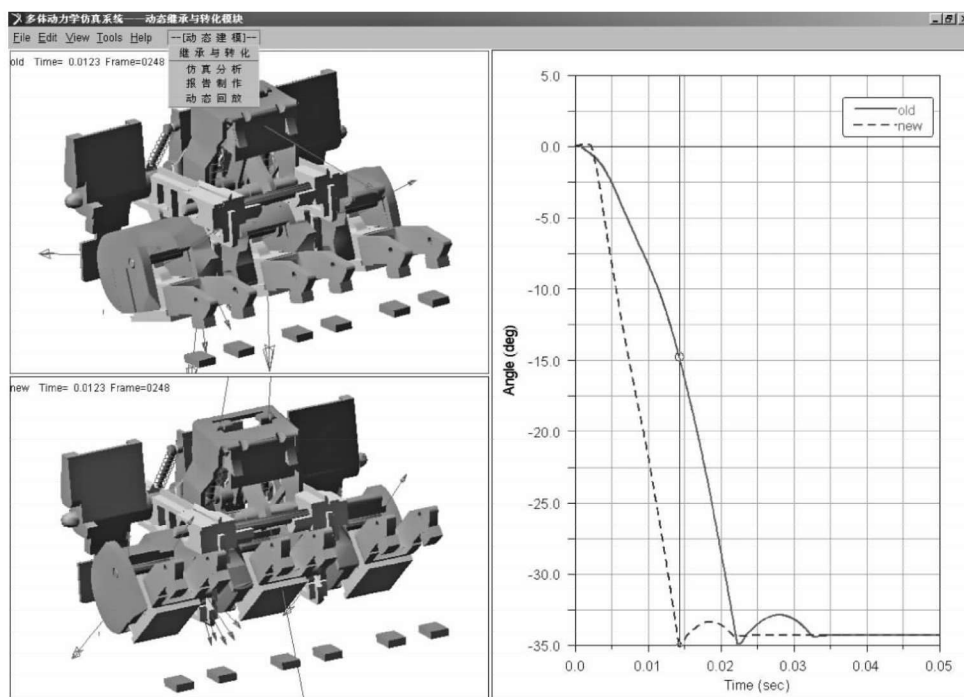 多体动力学仿真系统——动态继承与转化模块
File Edit View Tools Help --[动态建模]--
继承与转化
仿真分析
报告制作
动态回放
old Time= 0.0123 Frame=0248
new Time= 0.0123 Frame=0248
old
new
5.0
0.0
-5.0
-10.0
-15.0
-20.0
-25.0
-30.0
-35.0
Angle (deg)
0.0 0.01 0.02 0.03 0.04 0.05
Time (sec)